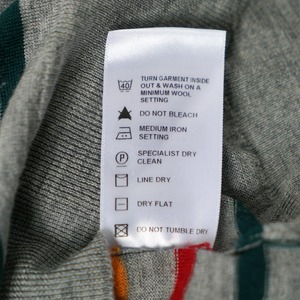 40 TURN GARMENT INSIDE
OUT & WASH ON A
MINIMUM WOOL
SETTING
DO NOT BLEACH
MEDIUM IRON
SETTING
P SPECIALIST DRY
CLEAN
LINE DRY
DRY FLAT
DO NOT TUMBLE DRY